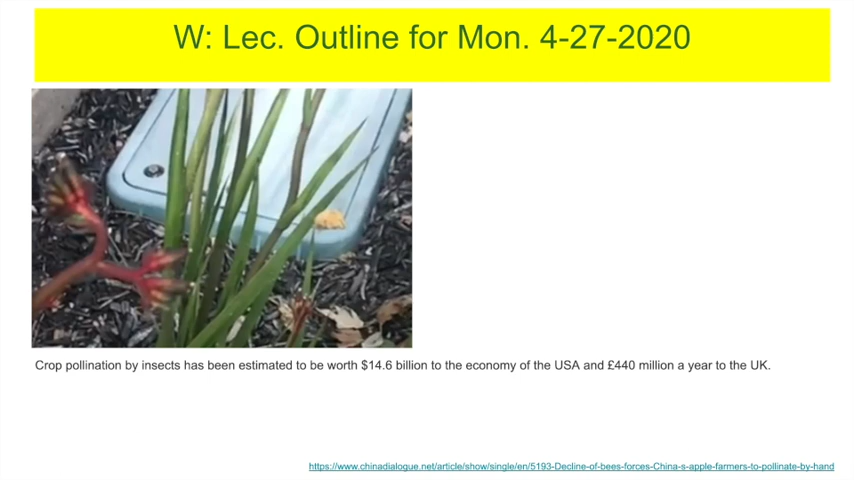 W: Lec. Outline for Mon. 4-27-2020
Crop pollination by insects has been estimated to be worth $14.6 billion to the economy of the USA and £440 million a year to the UK.
https://www.chinadialogue.net/article/show/single/en/5193-Decline-of-bees-forces-China-s-apple-farmers-to-pollinate-by-hand